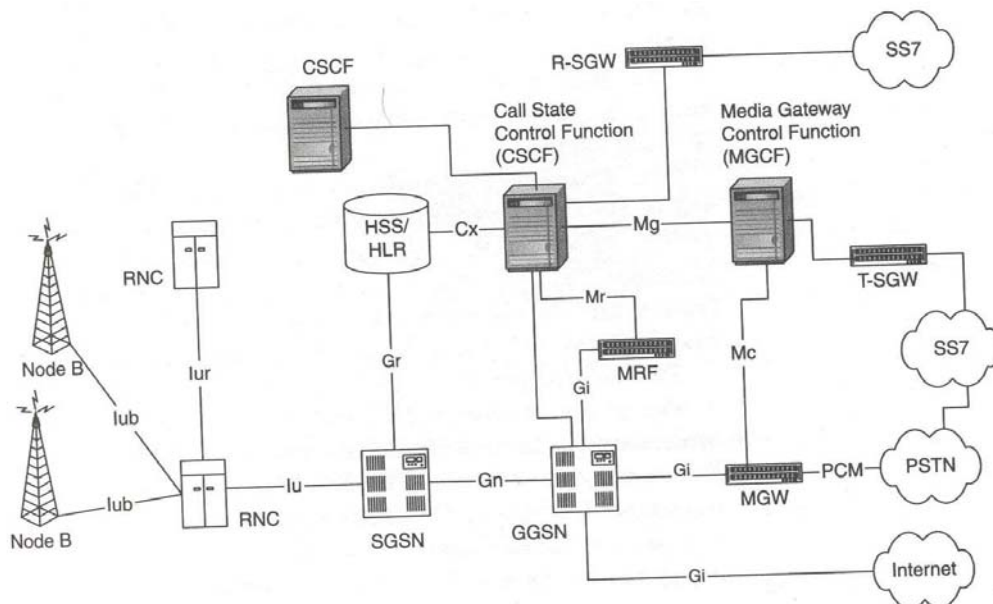 SS7
R-SGW
CSCF
Call State
Control Function
(CSCF)
Media Gateway
Control Function
(MGCF)
HSS/
HLR
Cx
Mg
RNC
T-SGW
Mr
Node B
Iur
Gr
MRF
Mc
SS7
Gi
Iub
Iub
Node B
RNC
Iu
SGSN
Gn
GGSN
Gi
MGW
PCM
PSTN
Gi
Internet